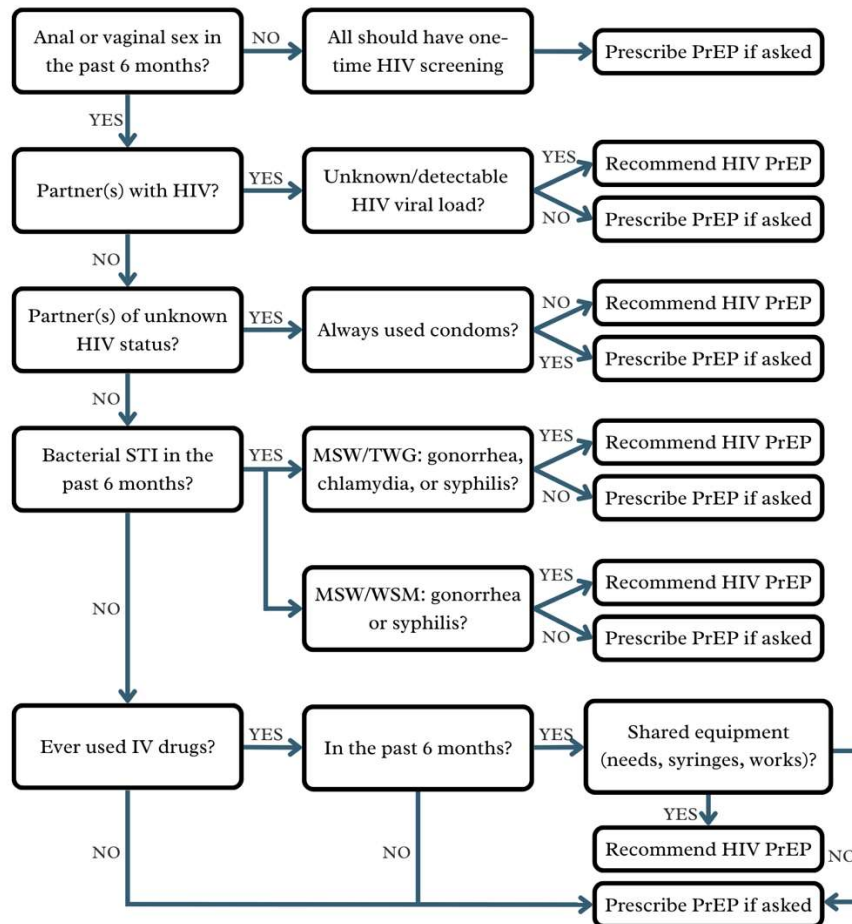 Anal or vaginal sex in
the past 6 months?
NO
All should have one-
time HIV screening
Prescribe PrEP if asked
YES
Partner(s) with HIV?
YES
Unknown/detectable
HIV viral load?
YES
Recommend HIV PrEP
NO
Prescribe PrEP if asked
NO
Partner(s) of unknown
HIV status?
YES
Always used condoms?
NO
Recommend HIV PrEP
YES
Prescribe PrEP if asked
NO
Bacterial STI in the
past 6 months?
YES
MSW/TWG: gonorrhea,
chlamydia, or syphilis?
YES
Recommend HIV PrEP
NO
Prescribe PrEP if asked
MSW/WSM: gonorrhea
or syphilis?
YES
Recommend HIV PrEP
NO
Prescribe PrEP if asked
NO
Ever used IV drugs?
YES
In the past 6 months?
YES
Shared equipment
(needs, syringes, works)?
YES
Recommend HIV PrEP
NO
NO
NO
Prescribe PrEP if asked